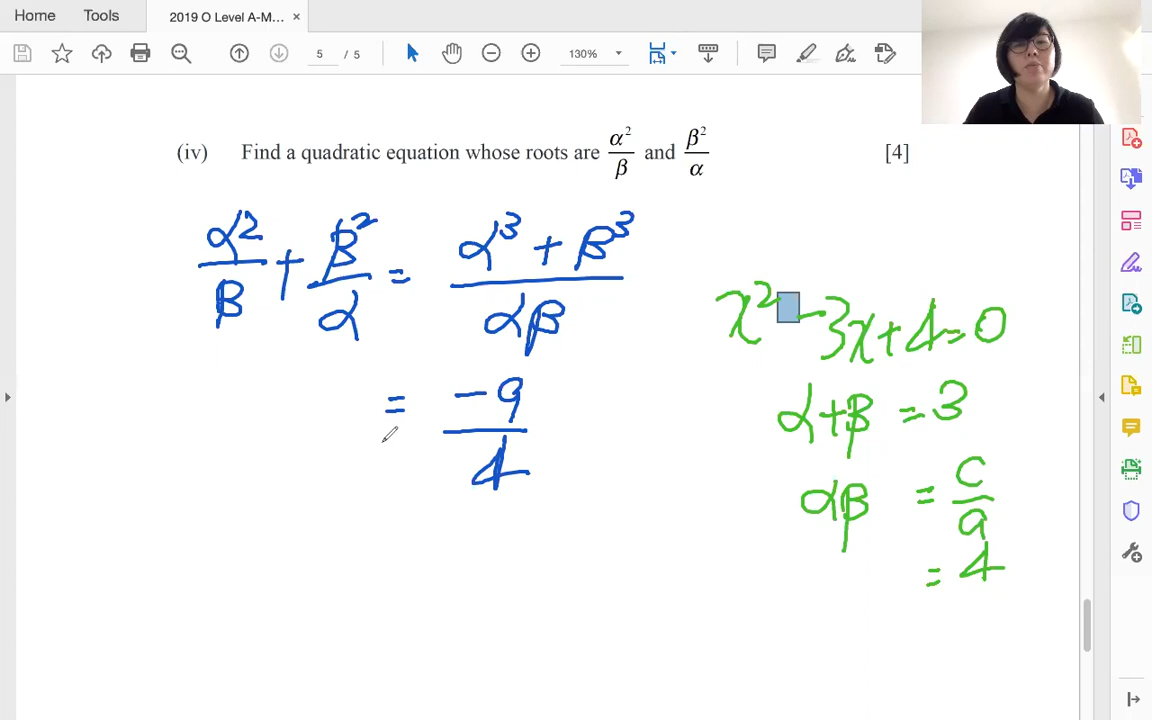 Home Tools 2019 O Level A-M... ×
5 / 5 130%
(iv) Find a quadratic equation whose roots are α²/β and β²/α [4]
α²/β + β²/α = (α³ + β³)/(αβ)
= -9/4
x² - 3x + 4 = 0
α + β = 3
αβ = c/a
= 4